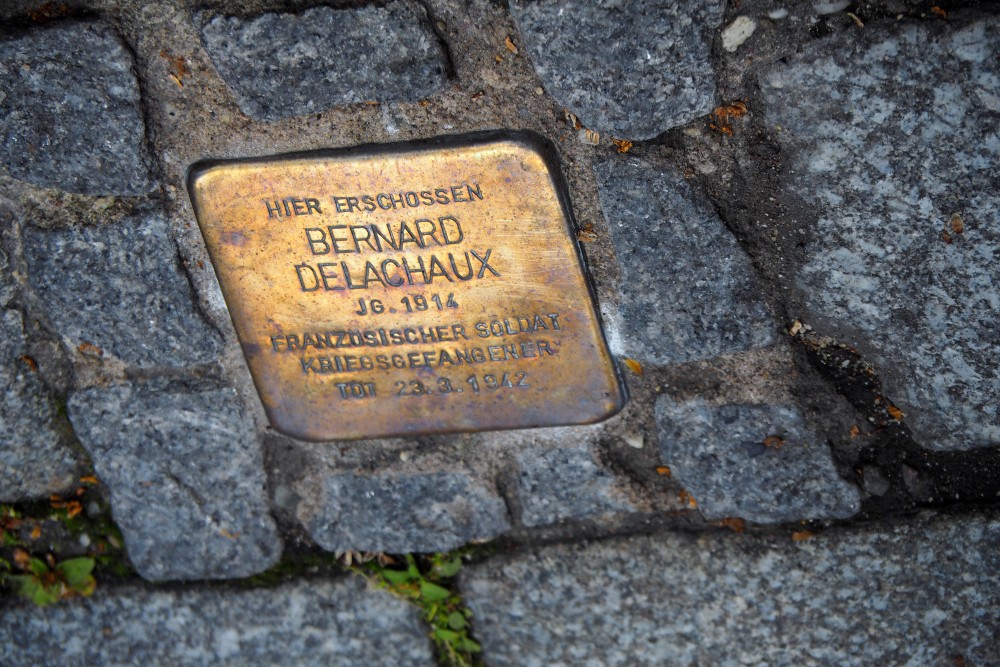 HIER ERSCHOSSEN
BERNARD
DELACHAUX
JG. 1914
FRANZÖSISCHER SOLDAT
KRIEGSGEFANGENER
TOT 23.3.1942